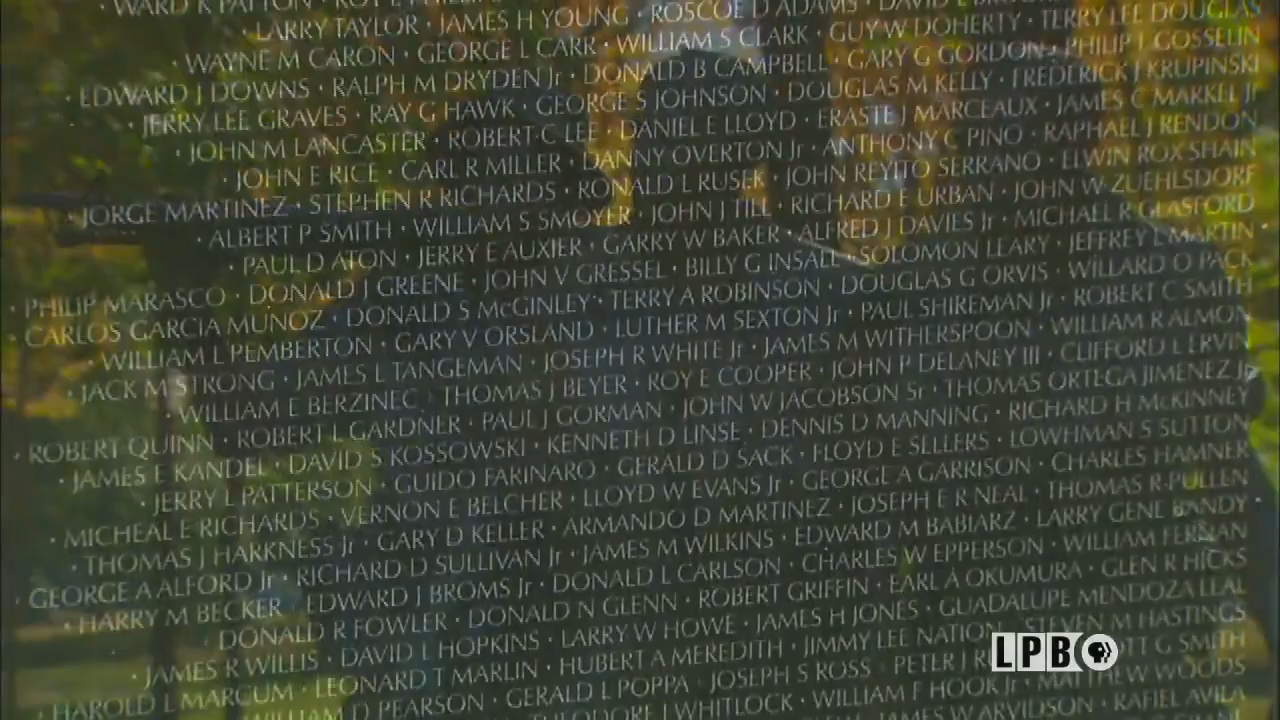 WARD K PATTON ·
· LARRY TAYLOR · JAMES H YOUNG · ROSCOE D ADAMS · DAVID L
· WAYNE M CARON · GEORGE L CARR · WILLIAM S CLARK · GUY W DOHERTY · TERRY LEE DOUGLAS
· EDWARD J DOWNS · RALPH M DRYDEN Jr · DONALD B CAMPBELL · GARY G GORDON · PHILIP J GOSSELIN
JERRY LEE GRAVES · RAY G HAWK · GEORGE S JOHNSON · DOUGLAS M KELLY · FREDERICK J KRUPINSKI
· JOHN M LANCASTER · ROBERT C LEE · DANIEL E LLOYD · ERASTE J MARCEAUX · JAMES C MAKKEL Jr
· JOHN E RICE · CARL R MILLER · DANNY OVERTON Jr · ANTHONY C PINO · RAPHAEL J RENDON
· JORGE MARTINEZ · STEPHEN R RICHARDS · RONALD L RUSEK · JOHN REYITO SERRANO · ELWIN ROX SHAIN
· ALBERT P SMITH · WILLIAM S SMOYER · JOHN J TILL · RICHARD E URBAN · JOHN W ZUEHLSDORF
· PAUL D ATON · JERRY E AUXIER · GARRY W BAKER · ALFRED J DAVIES Jr · MICHAEL R GLASFORD
· PHILIP MARASCO · DONALD J GREENE · JOHN V GRESSEL · BILLY G INSALL · SOLOMON LEARY · JEFFREY L MARTIN ·
· CARLOS GARCIA MUÑOZ · DONALD S McGINLEY · TERRY A ROBINSON · DOUGLAS G ORVIS · WILLARD O PACK
WILLIAM L PEMBERTON · GARY V ORSLAND · LUTHER M SEXTON Jr · PAUL SHIREMAN Jr · ROBERT C SMITH
· JACK M STRONG · JAMES L TANGEMAN · JOSEPH R WHITE Jr · JAMES M WITHERSPOON · WILLIAM R ALMON
· WILLIAM E BERZINEC · THOMAS J BEYER · ROY E COOPER · JOHN P DELANEY III · CLIFFORD L ERVIN
· ROBERT QUINN · ROBERT L GARDNER · PAUL J GORMAN · JOHN W JACOBSON Sr · THOMAS ORTEGA JIMENEZ Jr
· JAMES E KANDEL · DAVID S KOSSOWSKI · KENNETH D LINSE · DENNIS D MANNING · RICHARD H McKINNEY
· JERRY L PATTERSON · GUIDO FARINARO · GERALD D SACK · FLOYD E SELLERS · LOWHMAN S SUTTON
· MICHEAL E RICHARDS · VERNON E BELCHER · LLOYD W EVANS Jr · GEORGE A GARRISON · CHARLES HAMNER
· THOMAS J HARKNESS Jr · GARY D KELLER · ARMANDO D MARTINEZ · JOSEPH E R NEAL · THOMAS R PULLEN
· GEORGE A ALFORD Jr · RICHARD D SULLIVAN Jr · JAMES M WILKINS · EDWARD M BABIARZ · LARRY GENE BANDY ·
· HARRY M BECKER · EDWARD J BROMS Jr · DONALD L CARLSON · CHARLES W EPPERSON · WILLIAM FERMAN
DONALD R FOWLER · DONALD N GLENN · ROBERT GRIFFIN · EARL A OKUMURA · GLEN R HICKS
· JAMES R WILLIS · DAVID L HOPKINS · LARRY W HOWE · JAMES H JONES · GUADALUPE MENDOZA LEAL
· HAROLD L MARCUM · LEONARD T MARLIN · HUBERT A MEREDITH · JIMMY LEE NATION · STEVEN M HASTINGS
WILLIAM D PEARSON · GERALD L POPPA · JOSEPH S ROSS · PETER J G SMITH
THEODORE J WHITLOCK · WILLIAM F HOOK Jr · MATTHEW WOODS
JAMES W ARVIDSON · RAFIEL AVILA
LPB